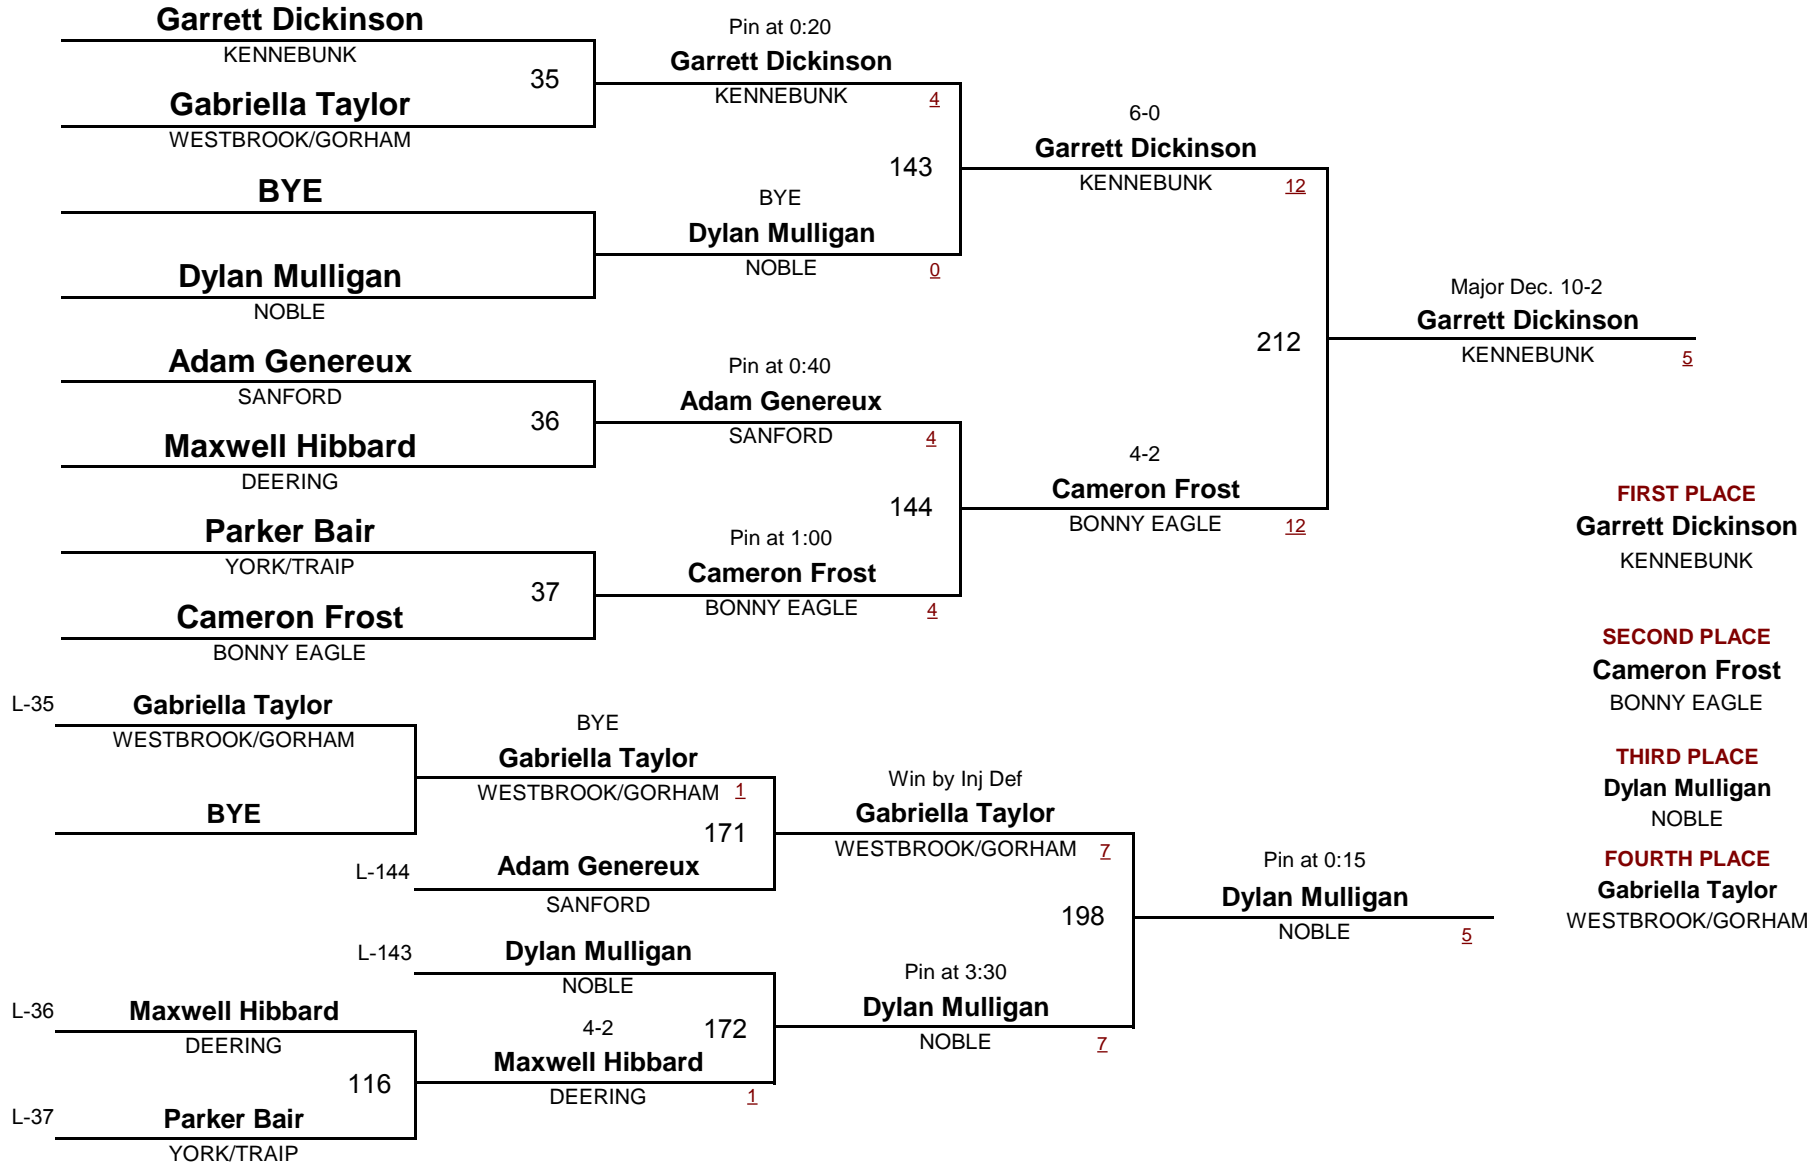 Garrett Dickinson
KENNEBUNK
35
Gabriella Taylor
WESTBROOK/GORHAM
BYE
Dylan Mulligan
NOBLE
Adam Genereux
SANFORD
36
Maxwell Hibbard
DEERING
Parker Bair
YORK/TRAIP
37
Cameron Frost
BONNY EAGLE
Pin at 0:20
Garrett Dickinson
KENNEBUNK 4
143
BYE
Dylan Mulligan
NOBLE 0
Pin at 0:40
Adam Genereux
SANFORD 4
144
Pin at 1:00
Cameron Frost
BONNY EAGLE 4
6-0
Garrett Dickinson
KENNEBUNK 12
212
4-2
Cameron Frost
BONNY EAGLE 12
Major Dec. 10-2
Garrett Dickinson
KENNEBUNK 5
FIRST PLACE
Garrett Dickinson
KENNEBUNK
SECOND PLACE
Cameron Frost
BONNY EAGLE
THIRD PLACE
Dylan Mulligan
NOBLE
FOURTH PLACE
Gabriella Taylor
WESTBROOK/GORHAM
L-35 Gabriella Taylor
WESTBROOK/GORHAM
BYE
BYE
Gabriella Taylor
WESTBROOK/GORHAM 1
171
L-144 Adam Genereux
SANFORD
L-143 Dylan Mulligan
NOBLE
172
L-36 Maxwell Hibbard
DEERING
116
L-37 Parker Bair
YORK/TRAIP
4-2
Maxwell Hibbard
DEERING 1
Win by Inj Def
Gabriella Taylor
WESTBROOK/GORHAM 7
198
Pin at 3:30
Dylan Mulligan
NOBLE 7
Pin at 0:15
Dylan Mulligan
NOBLE 5